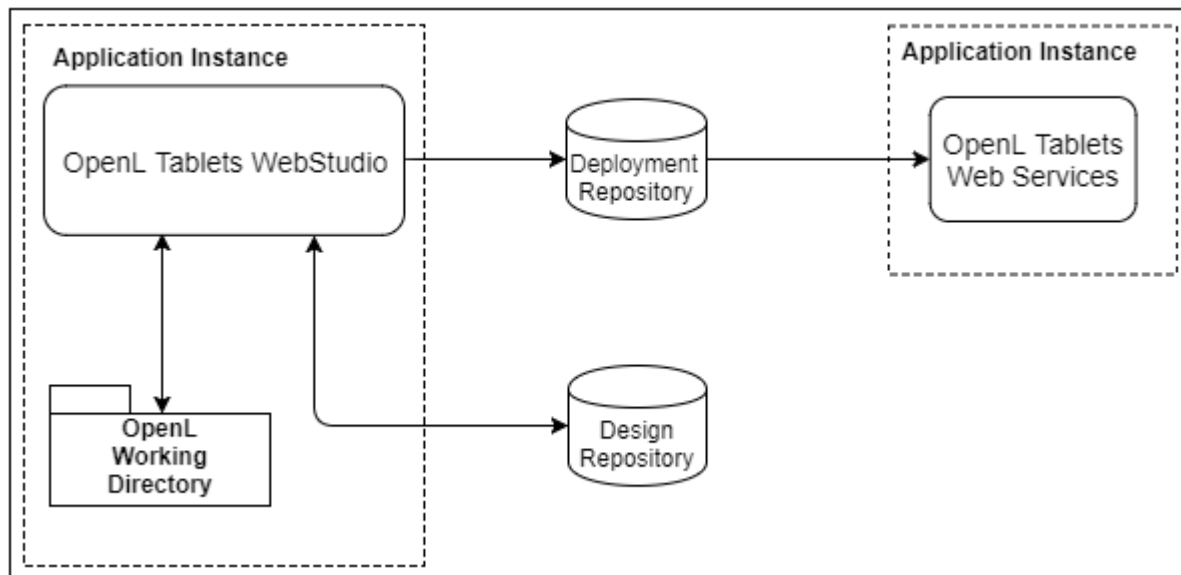 Application Instance
OpenL Tablets WebStudio
Deployment
Repository
Application Instance
OpenL Tablets
Web Services
OpenL
Working
Directory
Design
Repository